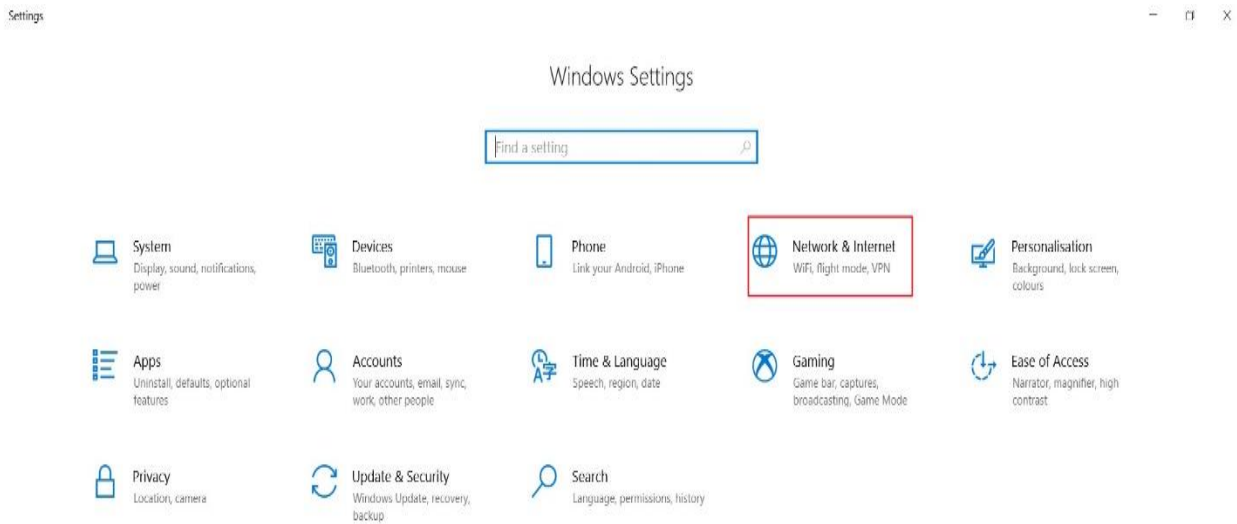 Settings
Windows Settings
Find a setting
System
Display, sound, notifications,
power
Devices
Bluetooth, printers, mouse
Phone
Link your Android, iPhone
Network & Internet
WiFi, flight mode, VPN
Personalisation
Background, lock screen,
colours
Apps
Uninstall, defaults, optional
features
Accounts
Your accounts, email, sync,
work, other people
Time & Language
Speech, region, date
Gaming
Game bar, captures,
broadcasting, Game Mode
Ease of Access
Narrator, magnifier, high
contrast
Privacy
Location, camera
Update & Security
Windows Update, recovery,
backup
Search
Language, permissions, history